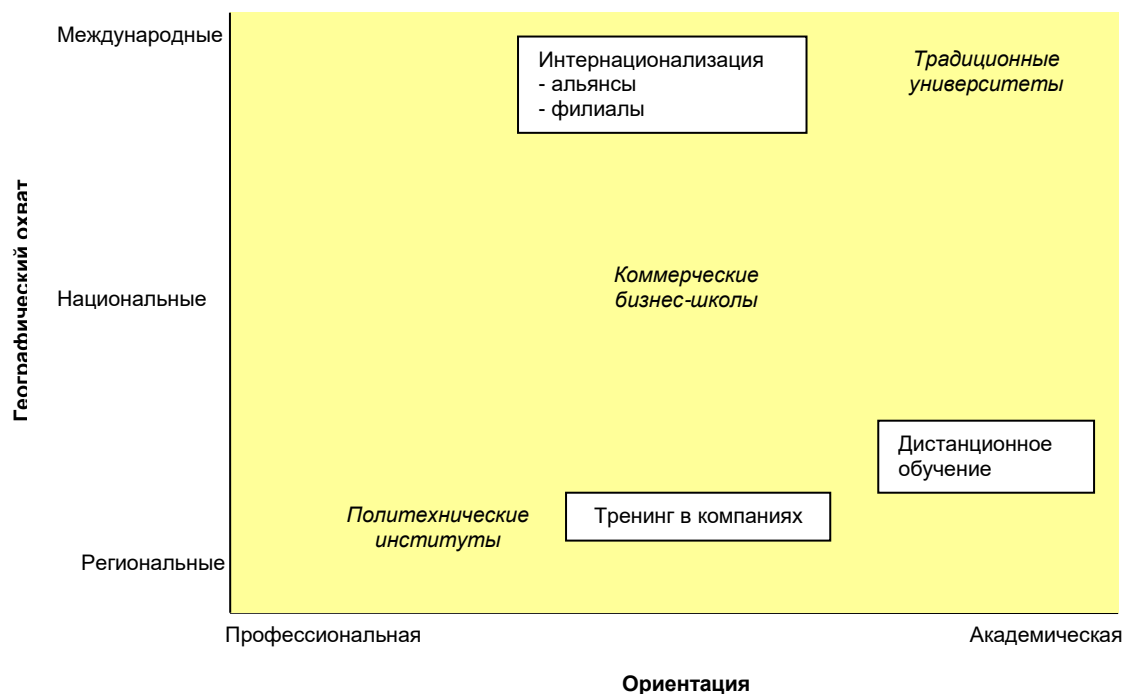 Международные
Интернационализация
- альянсы
- филиалы
Традиционные
университеты
Географический охват
Национальные
Коммерческие
бизнес-школы
Дистанционное
обучение
Политехнические
институты
Тренинг в компаниях
Региональные
Профессиональная
Академическая
Ориентация